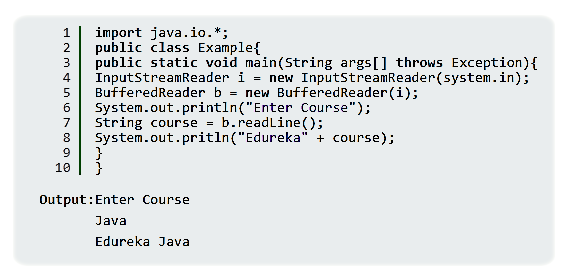 1 import java.io.*;
2 public class Example{
3 public static void main(String args[] throws Exception){
4 InputStreamReader i = new InputStreamReader(system.in);
5 BufferedReader b = new BufferedReader(i);
6 System.out.println("Enter Course");
7 String course = b.readLine();
8 System.out.pritln("Edureka" + course);
9 }
10 }
Output:Enter Course
Java
Edureka Java